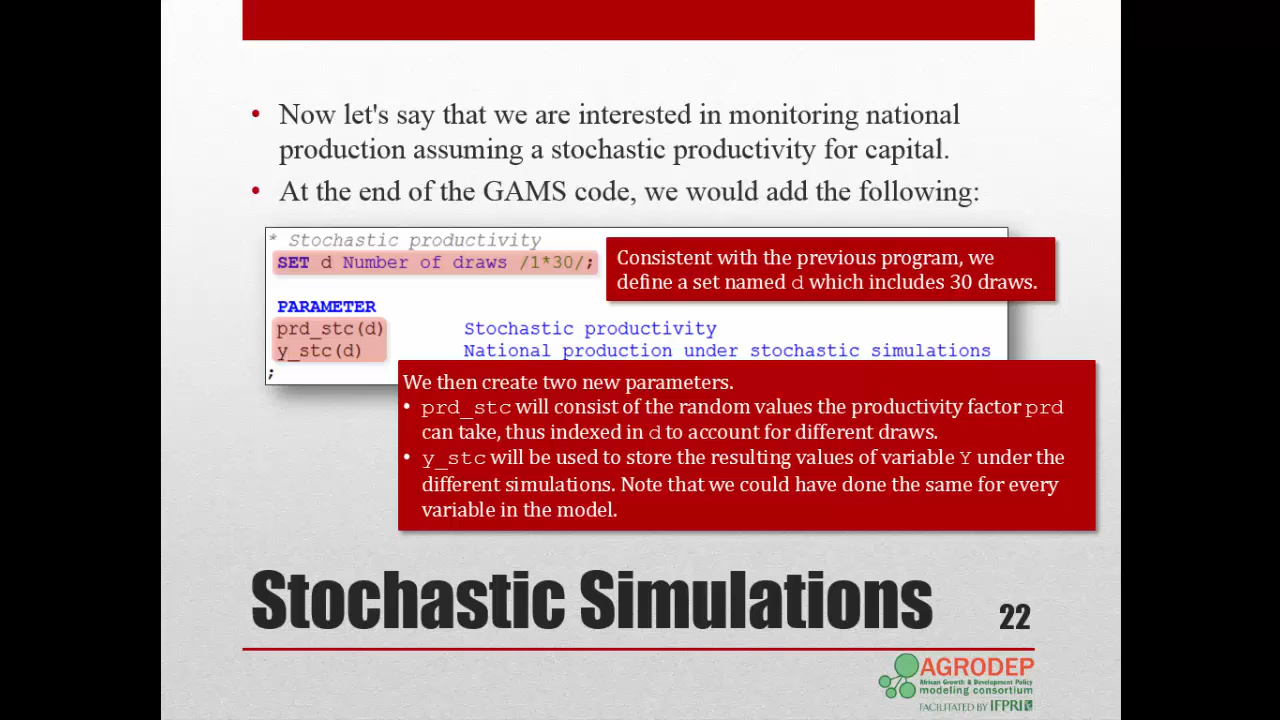 • Now let's say that we are interested in monitoring national
production assuming a stochastic productivity for capital.
• At the end of the GAMS code, we would add the following:
* Stochastic productivity
SET d Number of draws /1*30/;
Consistent with the previous program, we
define a set named d which includes 30 draws.
PARAMETER
prd_stc(d) Stochastic productivity
y_stc(d) National production under stochastic simulations
;
We then create two new parameters.
• prd_stc will consist of the random values the productivity factor prd
can take, thus indexed in d to account for different draws.
• y_stc will be used to store the resulting values of variable Y under the
different simulations. Note that we could have done the same for every
variable in the model.
Stochastic Simulations 22
AGRODEP
African Growth & Development Policy
modeling consortium
FACILITATED BY IFPRI